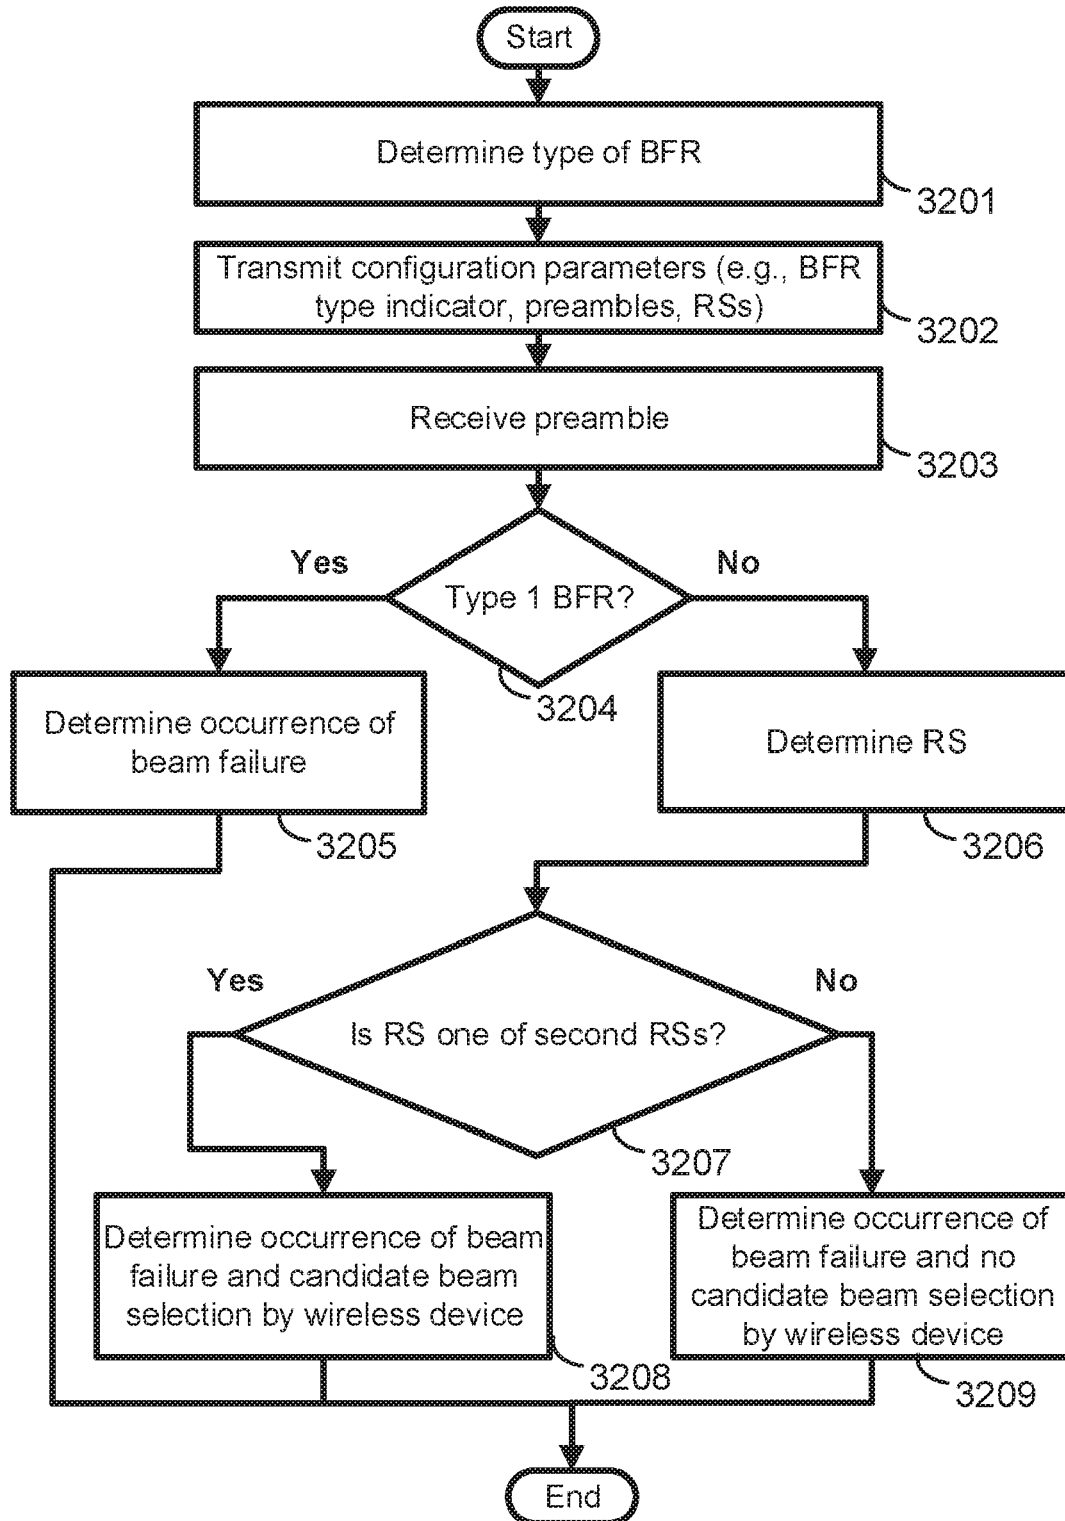 Start
Determine type of BFR
3201
Transmit configuration parameters (e.g., BFR
type indicator, preambles, RSs)
3202
Receive preamble
3203
Yes
No
Type 1 BFR?
3204
Determine occurrence of
beam failure
3205
Determine RS
3206
Yes
No
Is RS one of second RSs?
3207
Determine occurrence of beam
failure and candidate beam
selection by wireless device
3208
Determine occurrence of
beam failure and no
candidate beam selection
by wireless device
3209
End